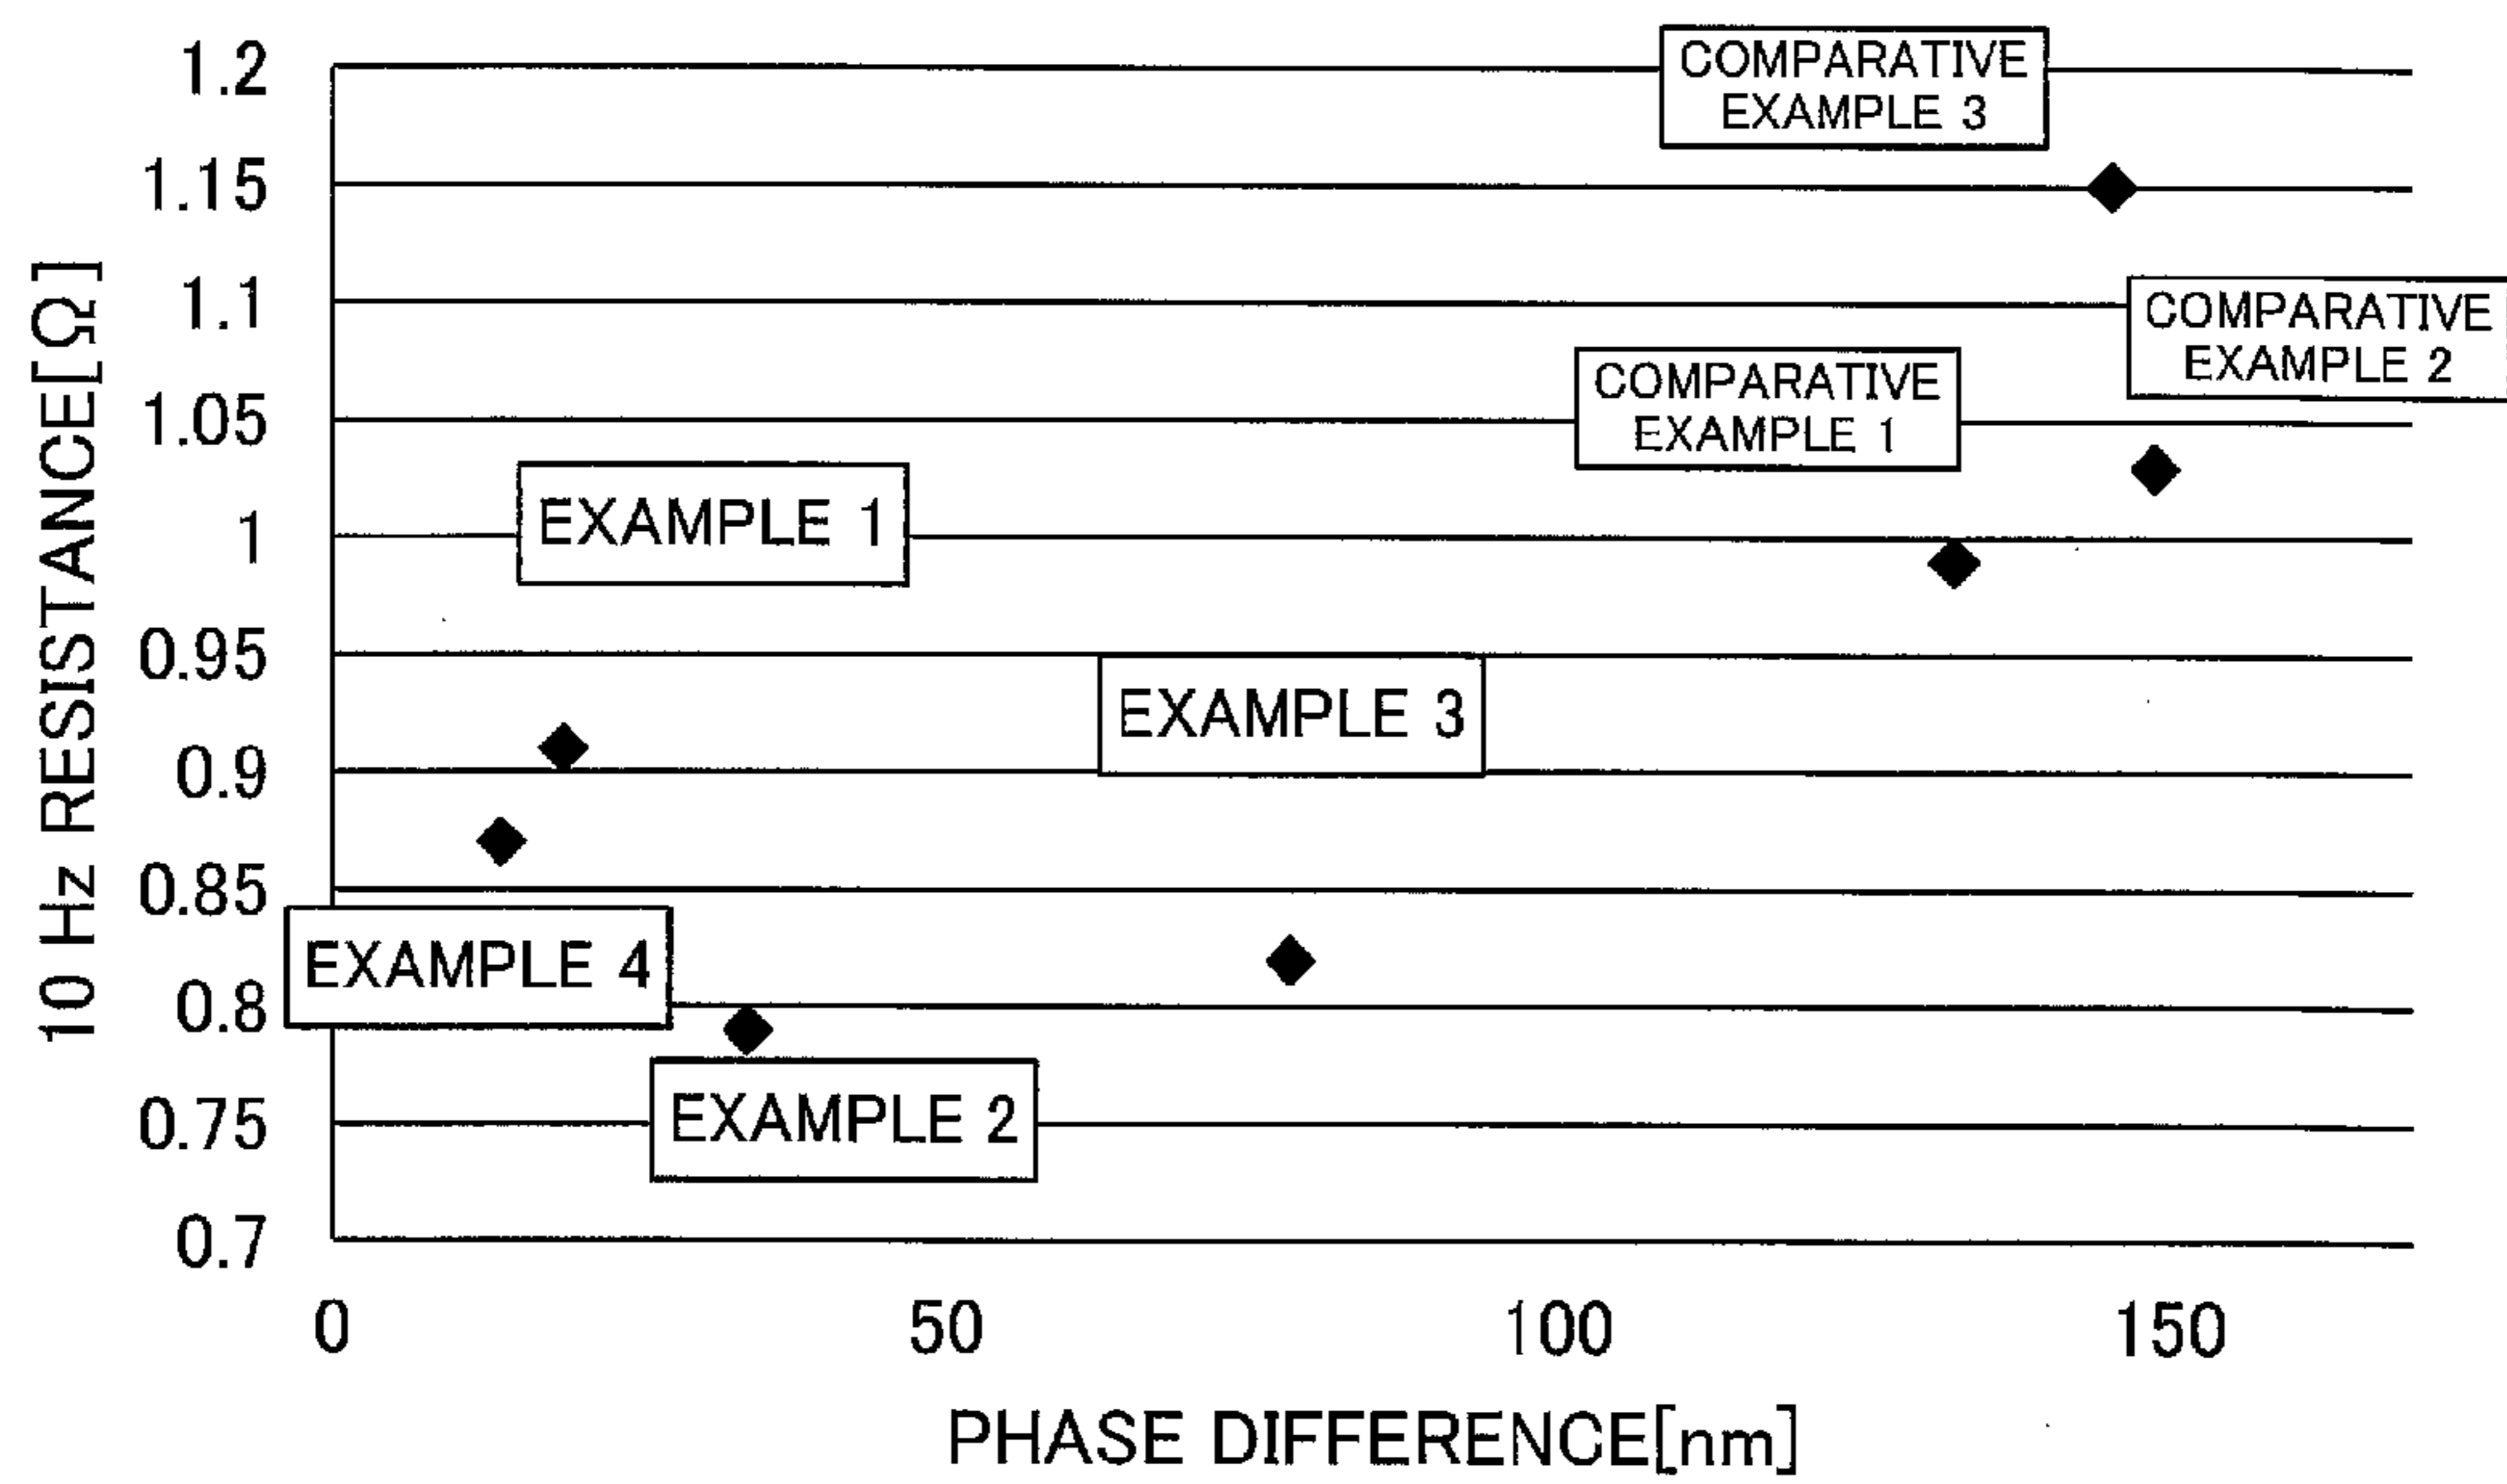 1.2
COMPARATIVE
EXAMPLE 3
1.15
1.1
COMPARATIVE
EXAMPLE 2
COMPARATIVE
EXAMPLE 1
1.05
EXAMPLE 1
1
0.95
EXAMPLE 3
0.9
0.85
EXAMPLE 4
0.8
EXAMPLE 2
0.75
0.7
10 Hz RESISTANCE[Ω]
0
50
100
150
PHASE DIFFERENCE[nm]